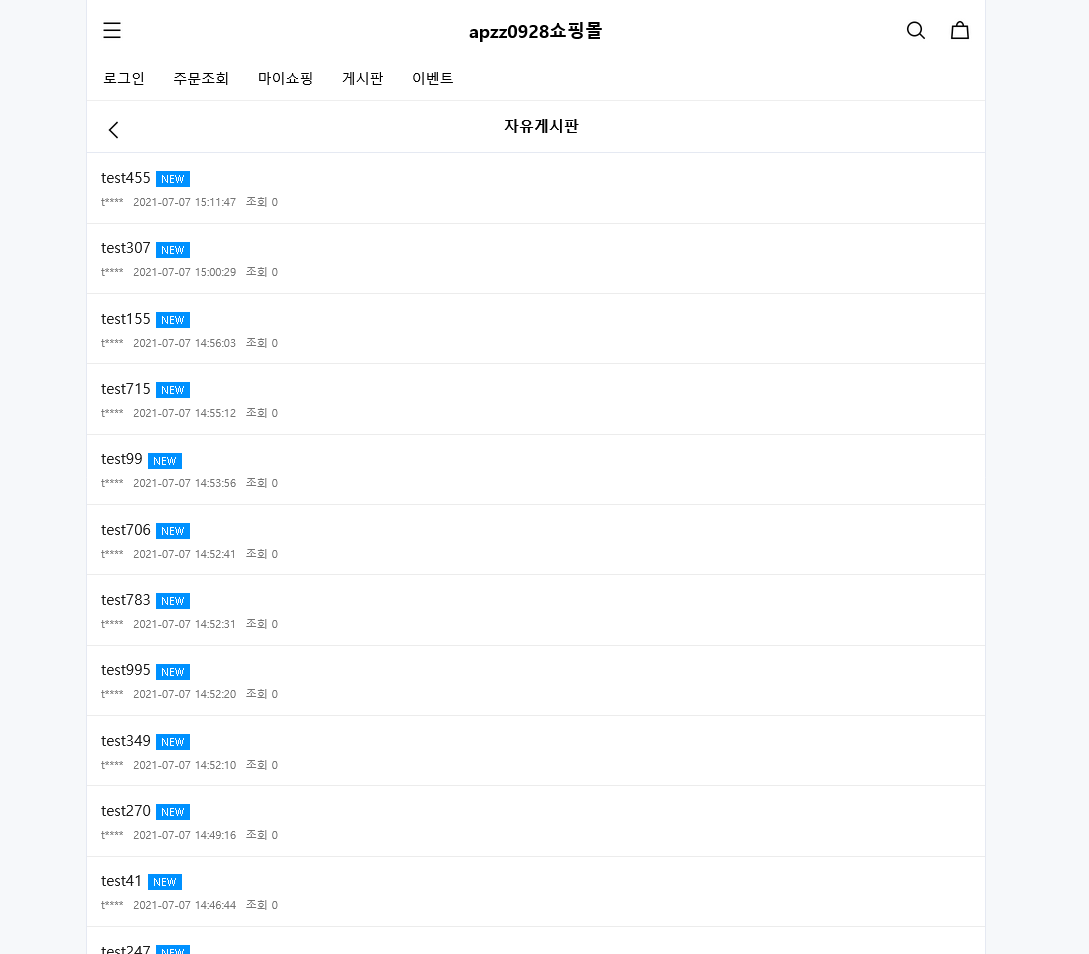 apzz0928쇼핑몰
로그인 주문조회 마이쇼핑 게시판 이벤트
자유게시판
test455 NEW
t**** 2021-07-07 15:11:47 조회 0
test307 NEW
t**** 2021-07-07 15:00:29 조회 0
test155 NEW
t**** 2021-07-07 14:56:03 조회 0
test715 NEW
t**** 2021-07-07 14:55:12 조회 0
test99 NEW
t**** 2021-07-07 14:53:56 조회 0
test706 NEW
t**** 2021-07-07 14:52:41 조회 0
test783 NEW
t**** 2021-07-07 14:52:31 조회 0
test995 NEW
t**** 2021-07-07 14:52:20 조회 0
test349 NEW
t**** 2021-07-07 14:52:10 조회 0
test270 NEW
t**** 2021-07-07 14:49:16 조회 0
test41 NEW
t**** 2021-07-07 14:46:44 조회 0
test247 NEW